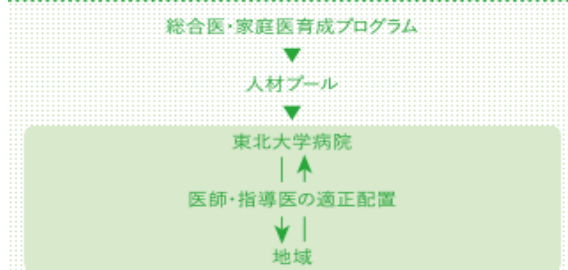 総合医・家庭医育成プログラム
人材プール
東北大学病院
医師・指導医の適正配置
地域